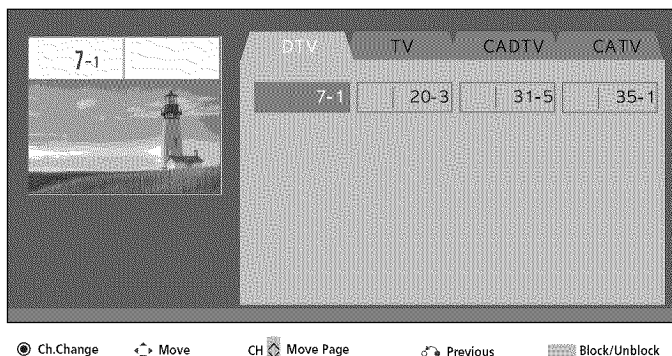 7-1
DTV TV CADTV CATV
7-1 20-3 31-5 35-1
Ch.Change Move CH Move Page Previous Block/Unblock